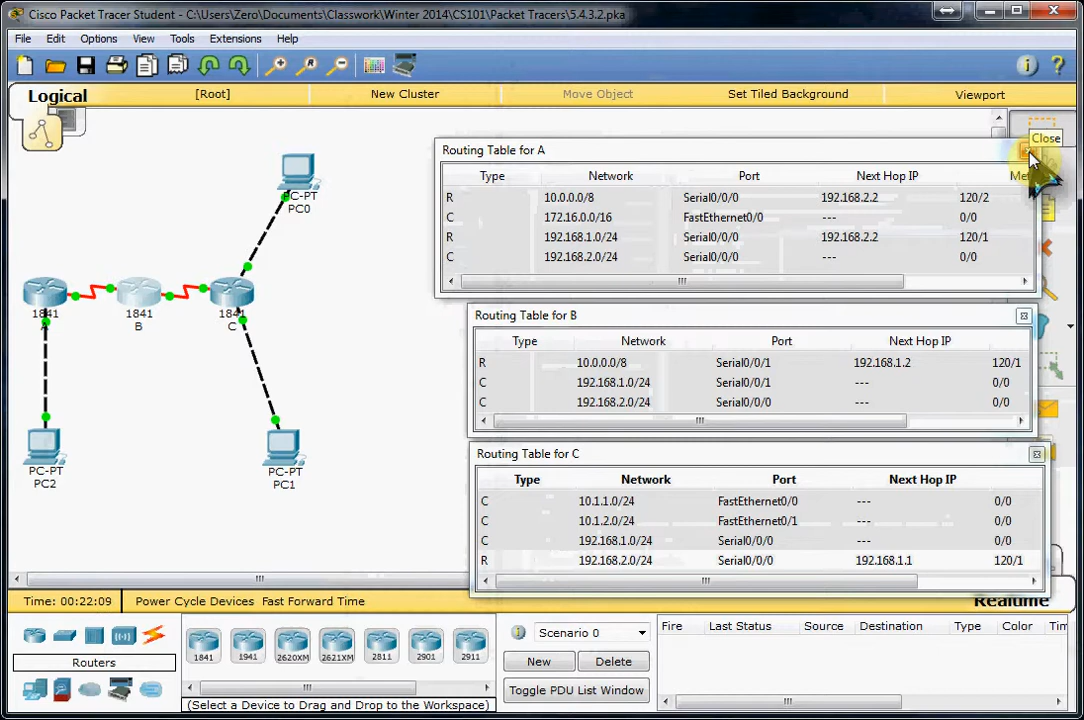 Cisco Packet Tracer Student - C:\Users\Zero\Documents\Classwork\Winter 2014\CS101\Packet Tracers\5.4.3.2.pka
File Edit Options View Tools Extensions Help
Logical [Root] New Cluster Move Object Set Tiled Background Viewport
Close
Routing Table for A
Type Network Port Next Hop IP
R 10.0.0.0/8 Serial0/0/0 192.168.2.2 120/2
C 172.16.0.0/16 FastEthernet0/0 --- 0/0
R 192.168.1.0/24 Serial0/0/0 192.168.2.2 120/1
C 192.168.2.0/24 Serial0/0/0 --- 0/0
Routing Table for B
Type Network Port Next Hop IP
R 10.0.0.0/8 Serial0/0/1 192.168.1.2 120/1
C 192.168.1.0/24 Serial0/0/1 --- 0/0
C 192.168.2.0/24 Serial0/0/0 --- 0/0
Routing Table for C
Type Network Port Next Hop IP
C 10.1.1.0/24 FastEthernet0/0 --- 0/0
C 10.1.2.0/24 FastEthernet0/1 --- 0/0
C 192.168.1.0/24 Serial0/0/0 --- 0/0
R 192.168.2.0/24 Serial0/0/0 192.168.1.1 120/1
PC-PT
PC0
1841
A
1841
B
1841
C
PC-PT
PC2
PC-PT
PC1
Time: 00:22:09 Power Cycle Devices Fast Forward Time Realtime
Routers
1841 1941 2620XM 2621XM 2811 2901 2911
(Select a Device to Drag and Drop to the Workspace)
Scenario 0
New Delete
Toggle PDU List Window
Fire Last Status Source Destination Type Color